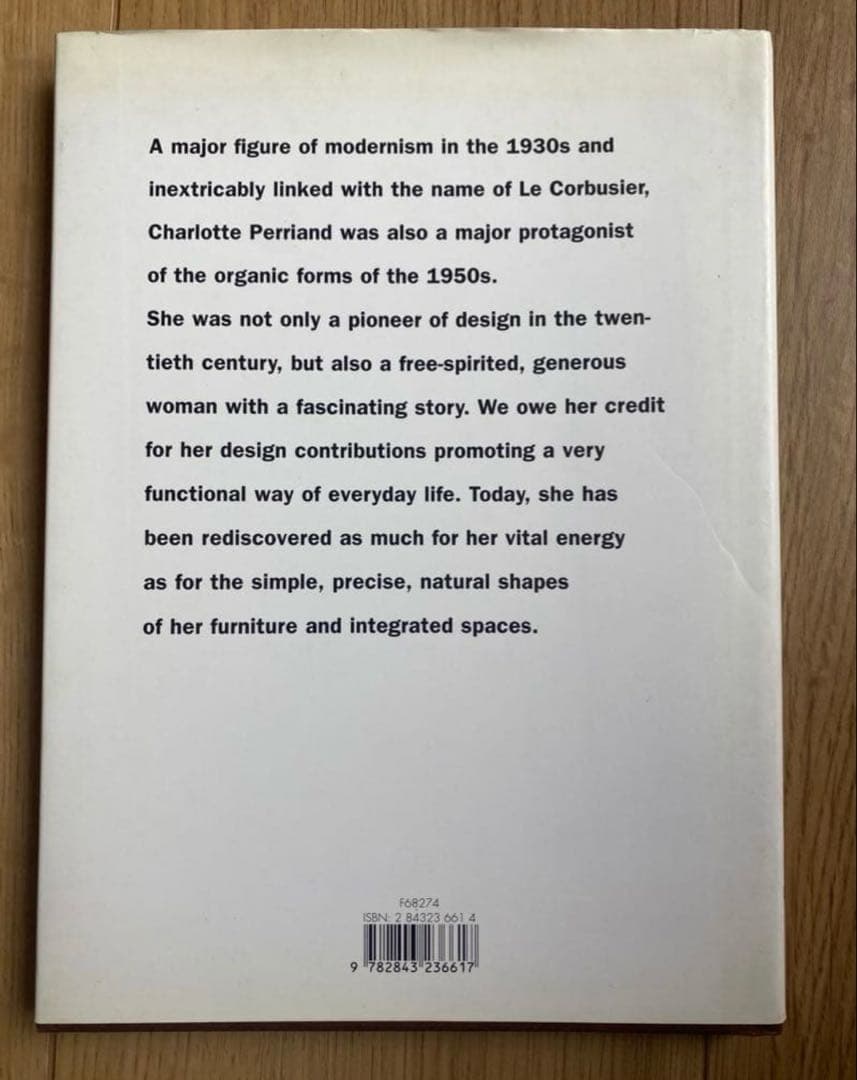 A major figure of modernism in the 1930s and
inextricably linked with the name of Le Corbusier,
Charlotte Perriand was also a major protagonist
of the organic forms of the 1950s.
She was not only a pioneer of design in the twen-
tieth century, but also a free-spirited, generous
woman with a fascinating story. We owe her credit
for her design contributions promoting a very
functional way of everyday life. Today, she has
been rediscovered as much for her vital energy
as for the simple, precise, natural shapes
of her furniture and integrated spaces.
F68274
ISBN: 2 84323 661 4
9 782843 236617